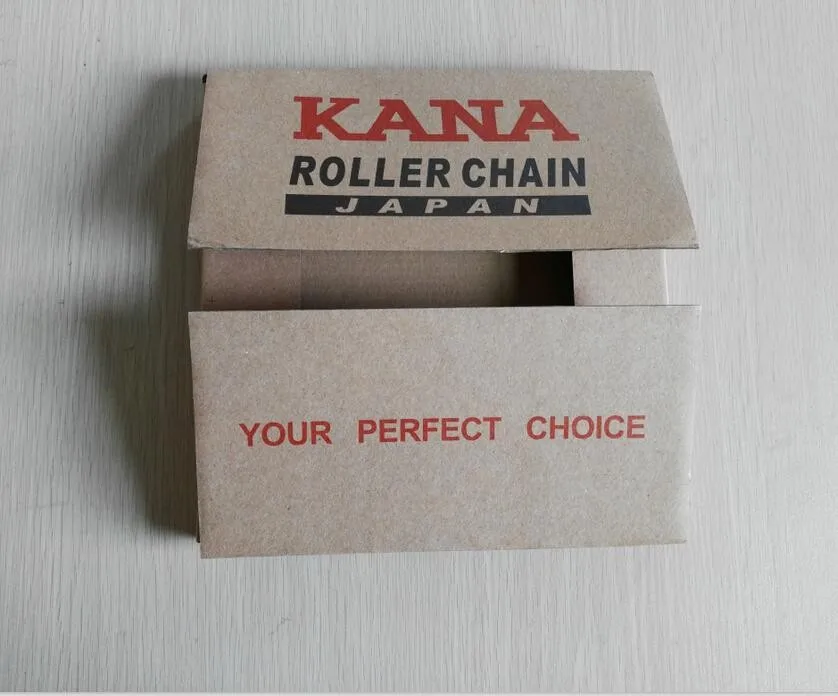 KANA
ROLLER CHAIN
JAPAN
YOUR PERFECT CHOICE